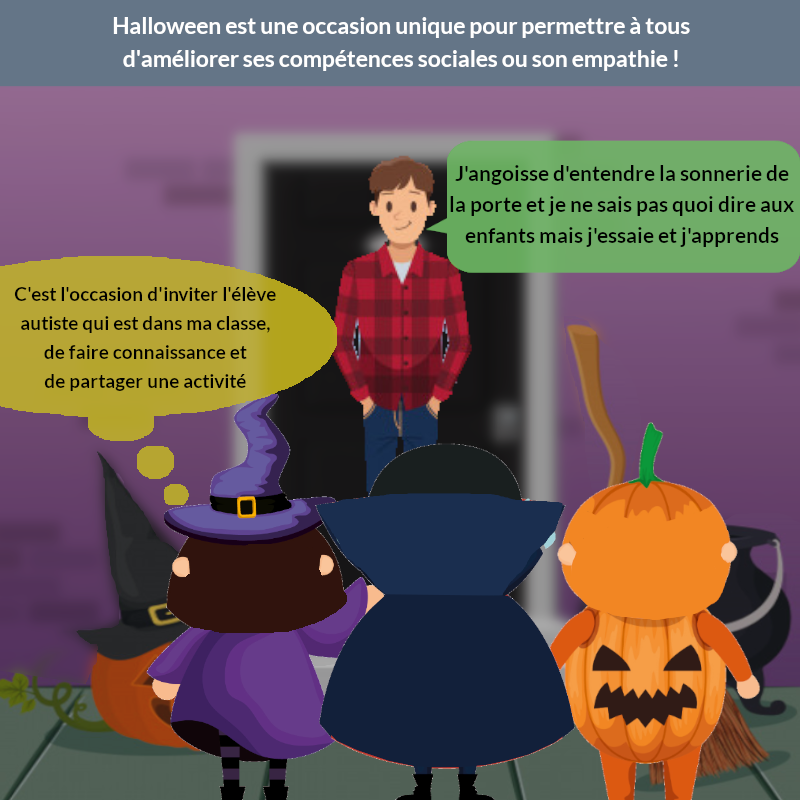 Halloween est une occasion unique pour permettre à tous
d'améliorer ses compétences sociales ou son empathie !
J'angoisse d'entendre la sonnerie de
la porte et je ne sais pas quoi dire aux
enfants mais j'essaie et j'apprends
C'est l'occasion d'inviter l'élève
autiste qui est dans ma classe,
de faire connaissance et
de partager une activité